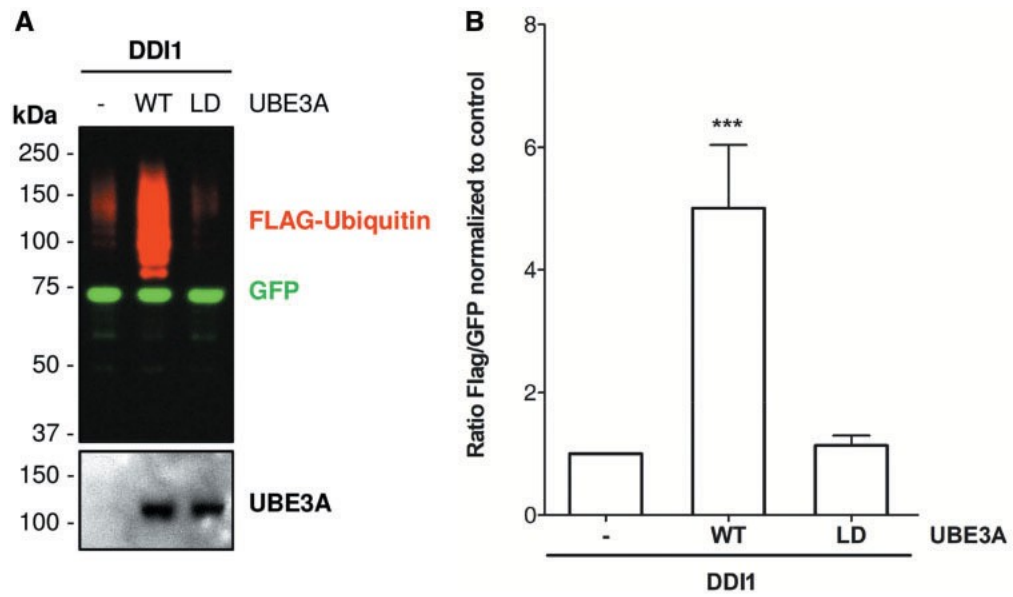 A
DDI1
- WT LD UBE3A
kDa
250 -
150 -
100 -
75 -
50 -
37 -
FLAG-Ubiquitin
GFP
150 -
100 -
UBE3A
B
Ratio Flag/GFP normalized to control
8
6
4
2
0
***
- WT LD UBE3A
DDI1